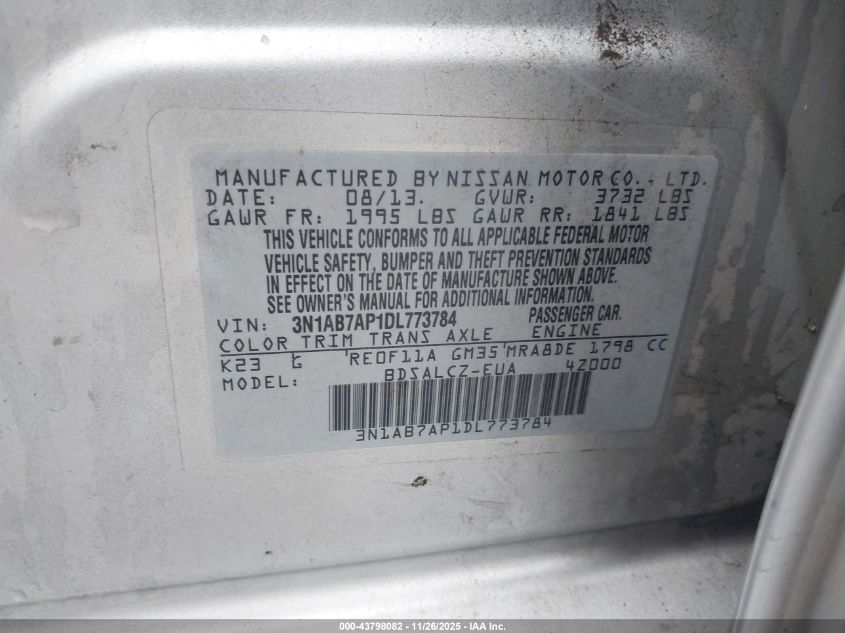 MANUFACTURED BY NISSAN MOTOR CO., LTD.
DATE: 08/13. GVWR: 3732 LBS
GAWR FR: 1995 LBS GAWR RR: 1841 LBS
THIS VEHICLE CONFORMS TO ALL APPLICABLE FEDERAL MOTOR
VEHICLE SAFETY, BUMPER AND THEFT PREVENTION STANDARDS
IN EFFECT ON THE DATE OF MANUFACTURE SHOWN ABOVE.
SEE OWNER'S MANUAL FOR ADDITIONAL INFORMATION.
VIN: 3N1AB7AP1DL773784 PASSENGER CAR.
COLOR TRIM TRANS AXLE ENGINE
K23 G RE0F11A GM35 MRA8DE 1798 CC
MODEL: BDSALCZ-EUA 4Z000
3N1AB7AP1DL773784
000-43798082 - 11/26/2025 - IAA Inc.